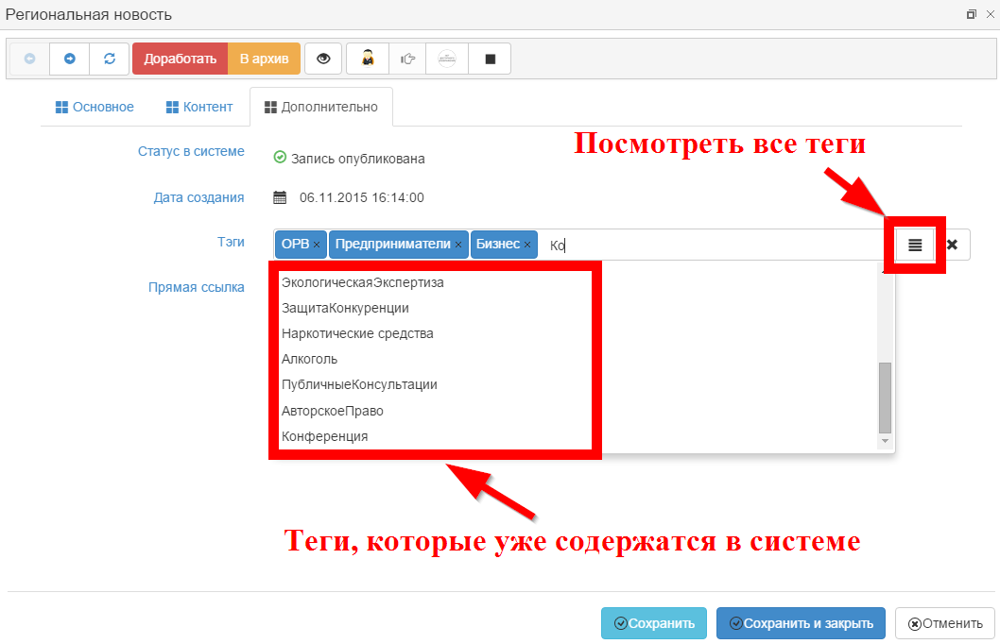 Региональная новость
Доработать В архив
Основное Контент Дополнительно
Посмотреть все теги
Статус в системе Запись опубликована
Дата создания 06.11.2015 16:14:00
Тэги ОРВ Предприниматели Бизнес Ко
Прямая ссылка
ЭкологическаяЭкспертиза
ЗащитаКонкуренции
Наркотические средства
Алкоголь
ПубличныеКонсультации
АвторскоеПраво
Конференция
Теги, которые уже содержатся в системе
Сохранить Сохранить и закрыть Отменить